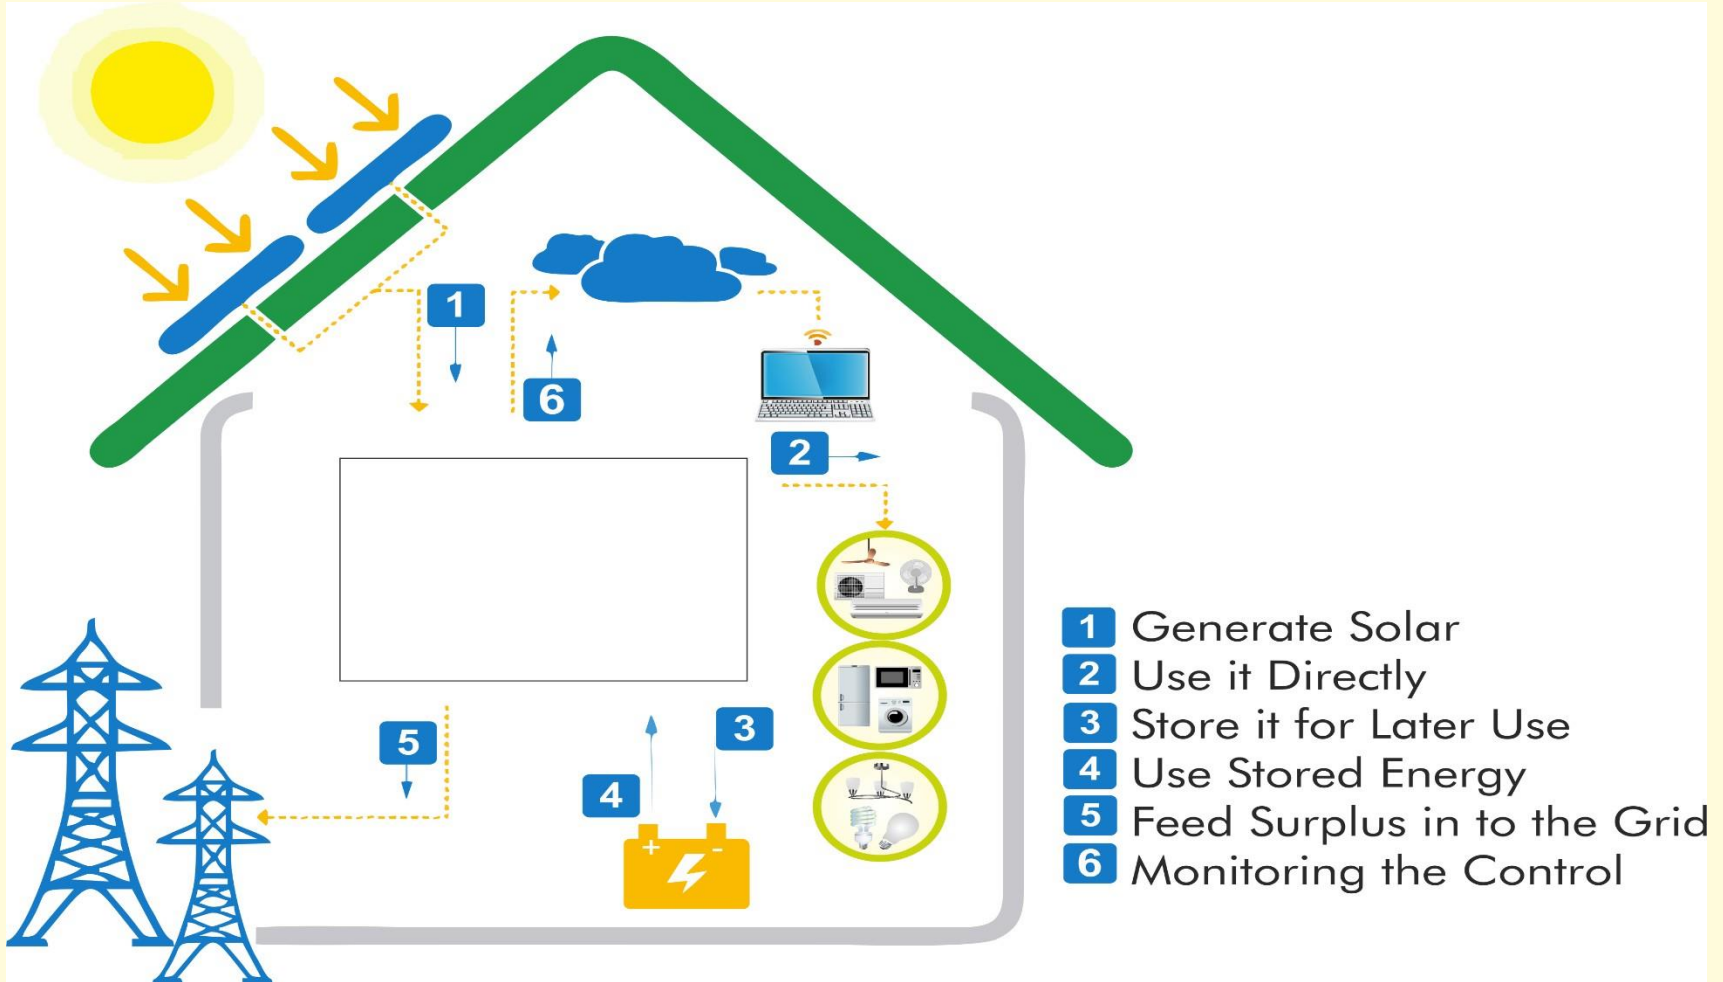 1
6
2
5
3
4
+ -
1 Generate Solar
2 Use it Directly
3 Store it for Later Use
4 Use Stored Energy
5 Feed Surplus in to the Grid
6 Monitoring the Control